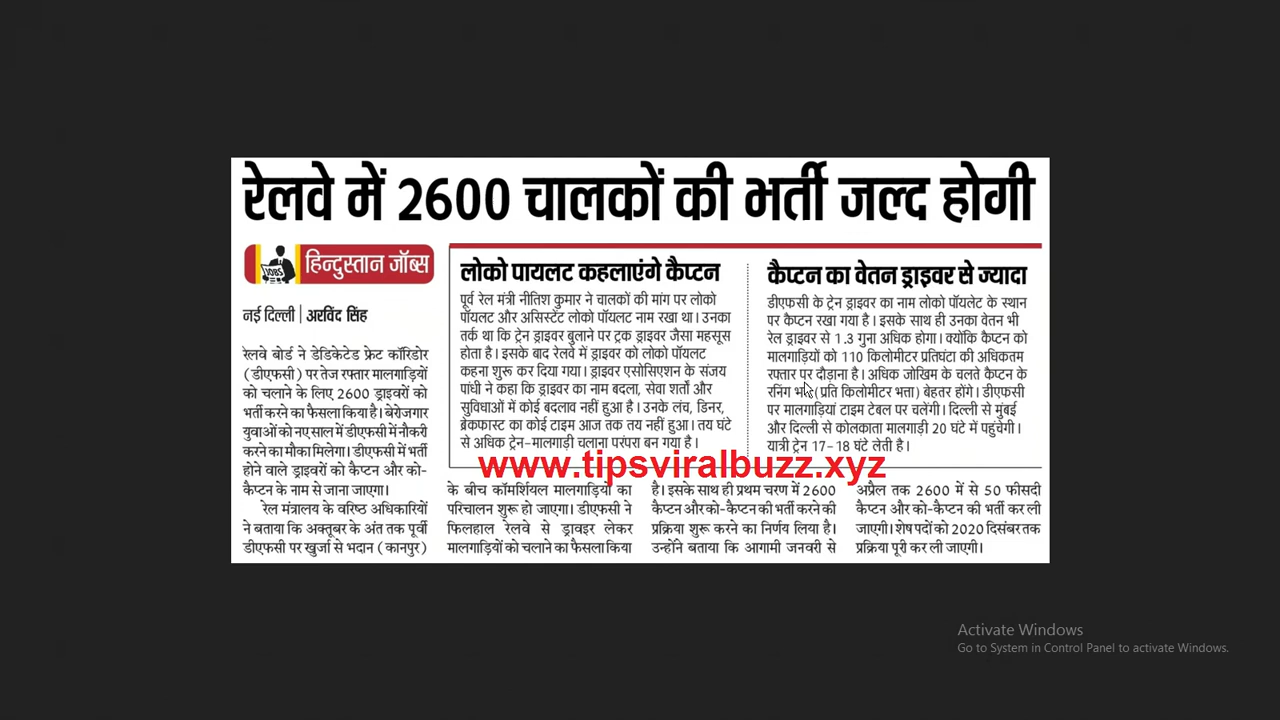 रेलवे में 2600 चालकों की भर्ती जल्द होगी
JOBS
हिन्दुस्तान जॉब्स
नई दिल्ली | अरविंद सिंह
रेलवे बोर्ड ने डेडिकेटेड फ्रेट कॉरिडोर
(डीएफसी) पर तेज रफ्तार मालगाड़ियों
को चलाने के लिए 2600 ड्राइवरों को
भर्ती करने का फैसला किया है। बेरोजगार
युवाओं को नए साल में डीएफसी में नौकरी
करने का मौका मिलेगा। डीएफसी में भर्ती
होने वाले ड्राइवरों को कैप्टन और को-
कैप्टन के नाम से जाना जाएगा।
रेल मंत्रालय के वरिष्ठ अधिकारियों
ने बताया कि अक्तूबर के अंत तक पूर्वी
डीएफसी पर खुर्जा से भदान (कानपुर)
लोको पायलट कहलाएंगे कैप्टन
पूर्व रेल मंत्री नीतिश कुमार ने चालकों की मांग पर लोको
पॉयलट और असिस्टेंट लोको पॉयलट नाम रखा था। उनका
तर्क था कि ट्रेन ड्राइवर बुलाने पर ट्रक ड्राइवर जैसा महसूस
होता है। इसके बाद रेलवे में ड्राइवर को लोको पॉयलट
कहना शुरू कर दिया गया। ड्राइवर एसोसिएशन के संजय
पांधी ने कहा कि ड्राइवर का नाम बदला, सेवा शर्तों और
सुविधाओं में कोई बदलाव नहीं हुआ है। उनके लंच, डिनर,
ब्रेकफास्ट का कोई टाइम आज तक तय नहीं हुआ। तय घंटे
से अधिक ट्रेन-मालगाड़ी चलाना परंपरा बन गया है।
कैप्टन का वेतन ड्राइवर से ज्यादा
डीएफसी के ट्रेन ड्राइवर का नाम लोको पॉयलेट के स्थान
पर कैप्टन रखा गया है। इसके साथ ही उनका वेतन भी
रेल ड्राइवर से 1.3 गुना अधिक होगा। क्योंकि कैप्टन को
मालगाड़ियों को 110 किलोमीटर प्रतिघंटा की अधिकतम
रफ्तार पर दौड़ाना है। अधिक जोखिम के चलते कैप्टन के
रनिंग भत्ते (प्रति किलोमीटर भत्ता) बेहतर होंगे। डीएफसी
पर मालगाड़ियां टाइम टेबल पर चलेंगी। दिल्ली से मुंबई
और दिल्ली से कोलकाता मालगाड़ी 20 घंटे में पहुंचेगी।
यात्री ट्रेन 17-18 घंटे लेती है।
www.tipsviralbuzz.xyz
के बीच कॉमर्शियल मालगाड़ियों का
परिचालन शुरू हो जाएगा। डीएफसी ने
फिलहाल रेलवे से ड्राइवर लेकर
मालगाड़ियों को चलाने का फैसला किया
है। इसके साथ ही प्रथम चरण में 2600
कैप्टन और को-कैप्टन की भर्ती करने की
प्रक्रिया शुरू करने का निर्णय लिया है।
उन्होंने बताया कि आगामी जनवरी से
अप्रैल तक 2600 में से 50 फीसदी
कैप्टन और को-कैप्टन की भर्ती कर ली
जाएगी। शेष पदों को 2020 दिसंबर तक
प्रक्रिया पूरी कर ली जाएगी।
Activate Windows
Go to System in Control Panel to activate Windows.